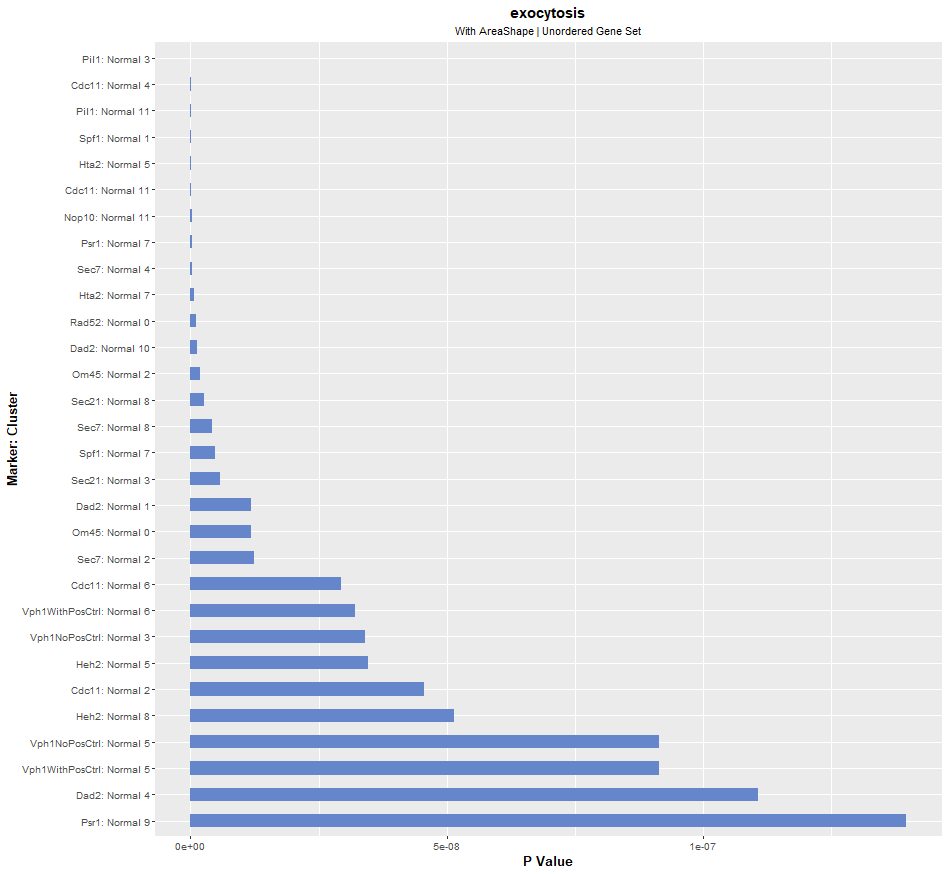 exocytosis
With AreaShape | Unordered Gene Set
Marker: Cluster
Pil1: Normal 3
Cdc11: Normal 4
Pil1: Normal 11
Spf1: Normal 1
Hta2: Normal 5
Cdc11: Normal 11
Nop10: Normal 11
Psr1: Normal 7
Sec7: Normal 4
Hta2: Normal 7
Rad52: Normal 0
Dad2: Normal 10
Om45: Normal 2
Sec21: Normal 8
Sec7: Normal 8
Spf1: Normal 7
Sec21: Normal 3
Dad2: Normal 1
Om45: Normal 0
Sec7: Normal 2
Cdc11: Normal 6
Vph1WithPosCtrl: Normal 6
Vph1NoPosCtrl: Normal 3
Heh2: Normal 5
Cdc11: Normal 2
Heh2: Normal 8
Vph1NoPosCtrl: Normal 5
Vph1WithPosCtrl: Normal 5
Dad2: Normal 4
Psr1: Normal 9
0e+00 5e-08 1e-07
P Value